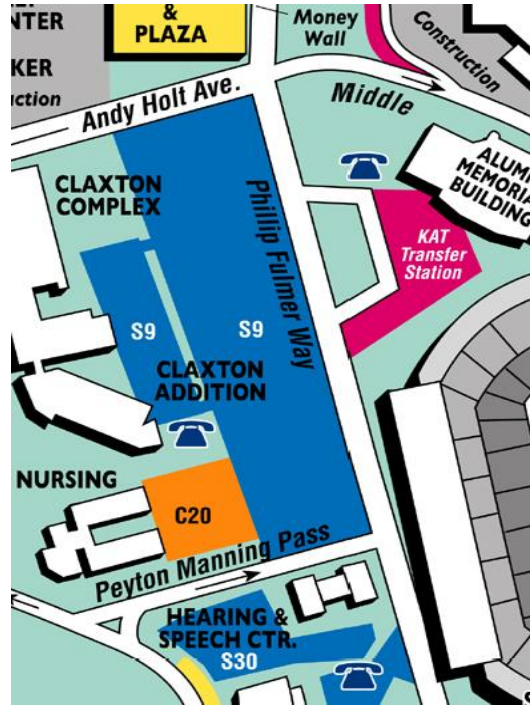 NTER
KER
ction
&
PLAZA
Money
Wall
Construction
Andy Holt Ave.
Middle
ALUM
MEMORI
BUILDING
CLAXTON
COMPLEX
Phillip Fulmer Way
KAT
Transfer
Station
S9
S9
CLAXTON
ADDITION
NURSING
C20
Peyton Manning Pass
HEARING &
SPEECH CTR.
S30